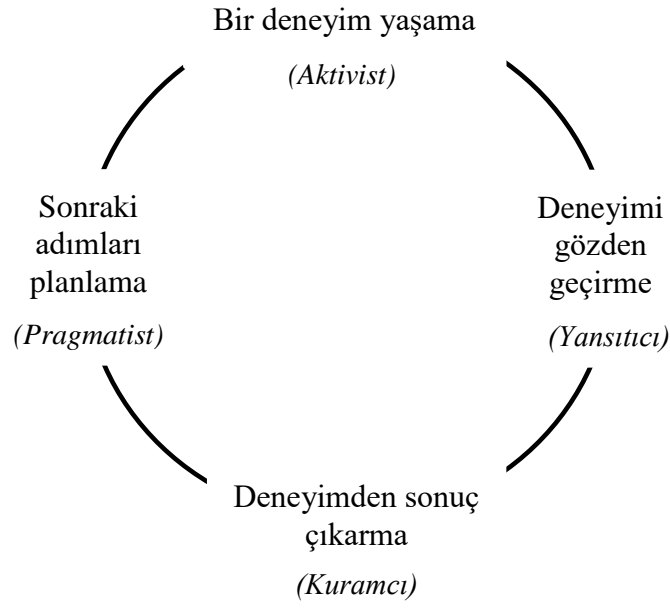 Bir deneyim yaşama
(Aktivist)
Deneyimi
gözden
geçirme
(Yansıtıcı)
Deneyimden sonuç
çıkarma
(Kuramcı)
Sonraki
adımları
planlama
(Pragmatist)